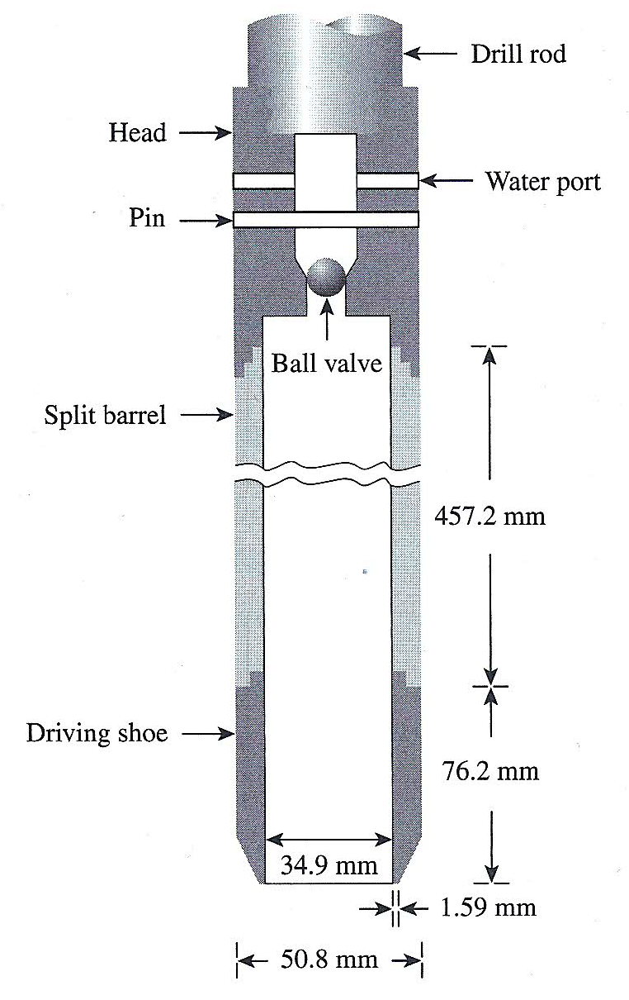 Drill rod
Head
Water port
Pin
Ball valve
Split barrel
457.2 mm
Driving shoe
76.2 mm
34.9 mm
1.59 mm
50.8 mm